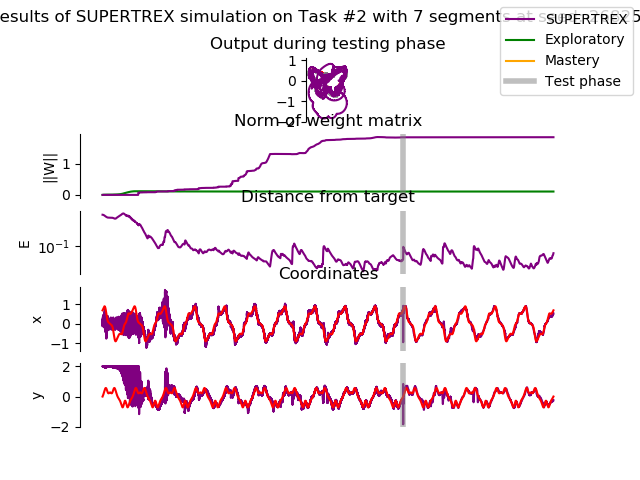 esults of SUPERTREX simulation on Task #2 with 7 segments at
SUPERTREX
Exploratory
Mastery
Test phase
Output during testing phase
1
0
−1
−2
Norm of weight matrix
||W||
1
0
Distance from target
E
10⁻¹
Coordinates
x
1
0
−1
y
2
0
−2